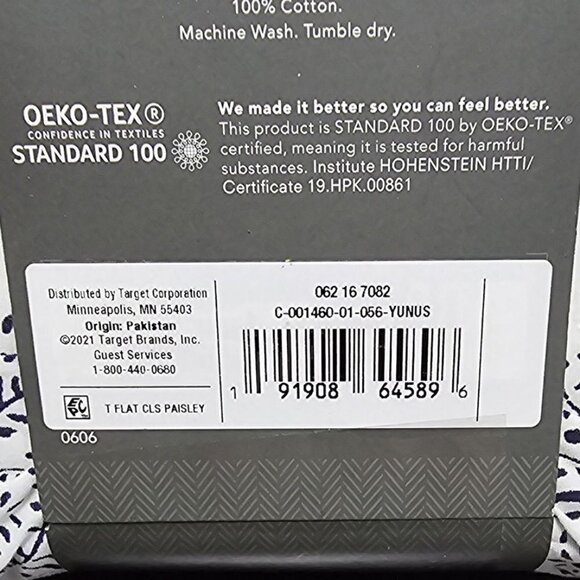 100% Cotton.
Machine Wash. Tumble dry.
OEKO-TEX®
CONFIDENCE IN TEXTILES
STANDARD 100
We made it better so you can feel better.
This product is STANDARD 100 by OEKO-TEX®
certified, meaning it is tested for harmful
substances. Institute HOHENSTEIN HTTI/
Certificate 19.HPK.00861
Distributed by Target Corporation
Minneapolis, MN 55403
Origin: Pakistan
©2021 Target Brands, Inc.
Guest Services
1-800-440-0680
T FLAT CLS PAISLEY
062 16 7082
C-001460-01-056-YUNUS
1 91908 64589 6
0606